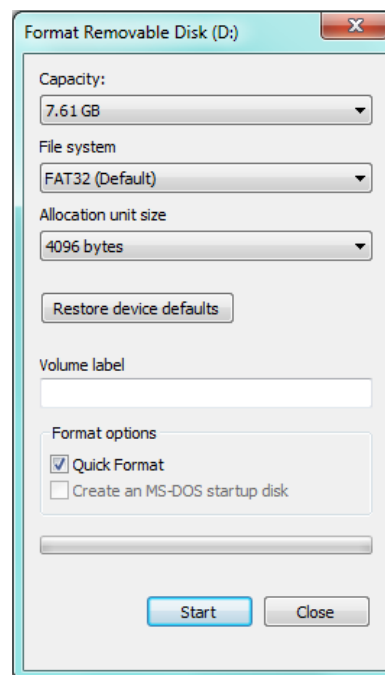 Format Removable Disk (D:)
Capacity:
7.61 GB
File system
FAT32 (Default)
Allocation unit size
4096 bytes
Restore device defaults
Volume label
Format options
Quick Format
Create an MS-DOS startup disk
Start Close